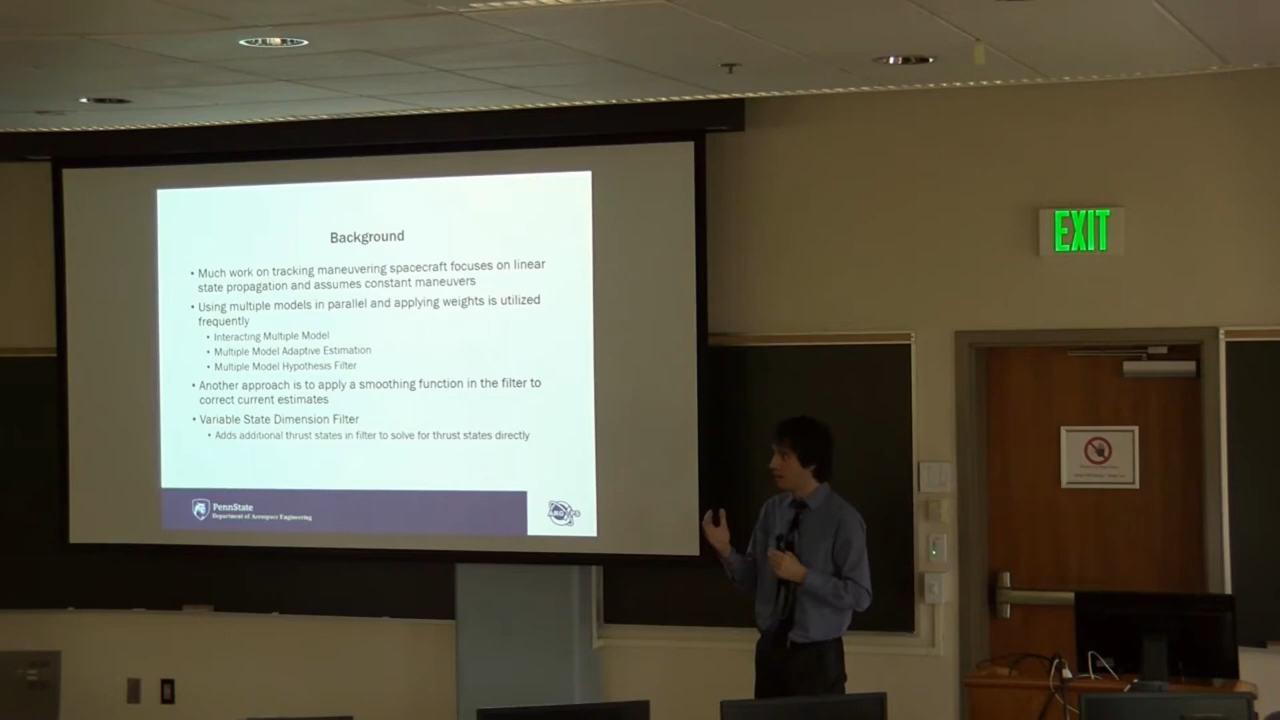 Background
• Much work on tracking maneuvering spacecraft focuses on linear
state propagation and assumes constant maneuvers
• Using multiple models in parallel and applying weights is utilized
frequently
• Interacting Multiple Model
• Multiple Model Adaptive Estimation
• Multiple Model Hypothesis Filter
• Another approach is to apply a smoothing function in the filter to
correct current estimates
• Variable State Dimension Filter
• Adds additional thrust states in filter to solve for thrust states directly
PennState
Department of Aerospace Engineering
EXIT